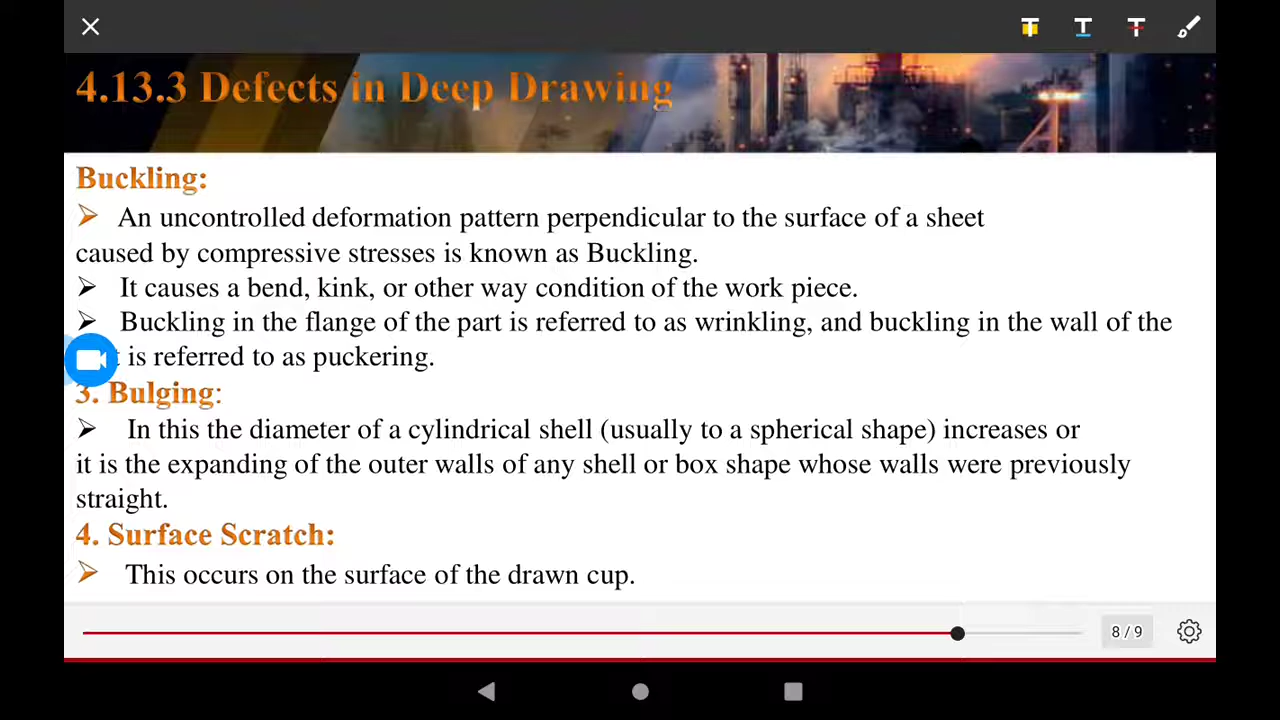 4.13.3 Defects in Deep Drawing
Buckling:
➢ An uncontrolled deformation pattern perpendicular to the surface of a sheet
caused by compressive stresses is known as Buckling.
➢ It causes a bend, kink, or other way condition of the work piece.
➢ Buckling in the flange of the part is referred to as wrinkling, and buckling in the wall of the
is referred to as puckering.
3. Bulging:
➢ In this the diameter of a cylindrical shell (usually to a spherical shape) increases or
it is the expanding of the outer walls of any shell or box shape whose walls were previously
straight.
4. Surface Scratch:
➢ This occurs on the surface of the drawn cup.
8 / 9